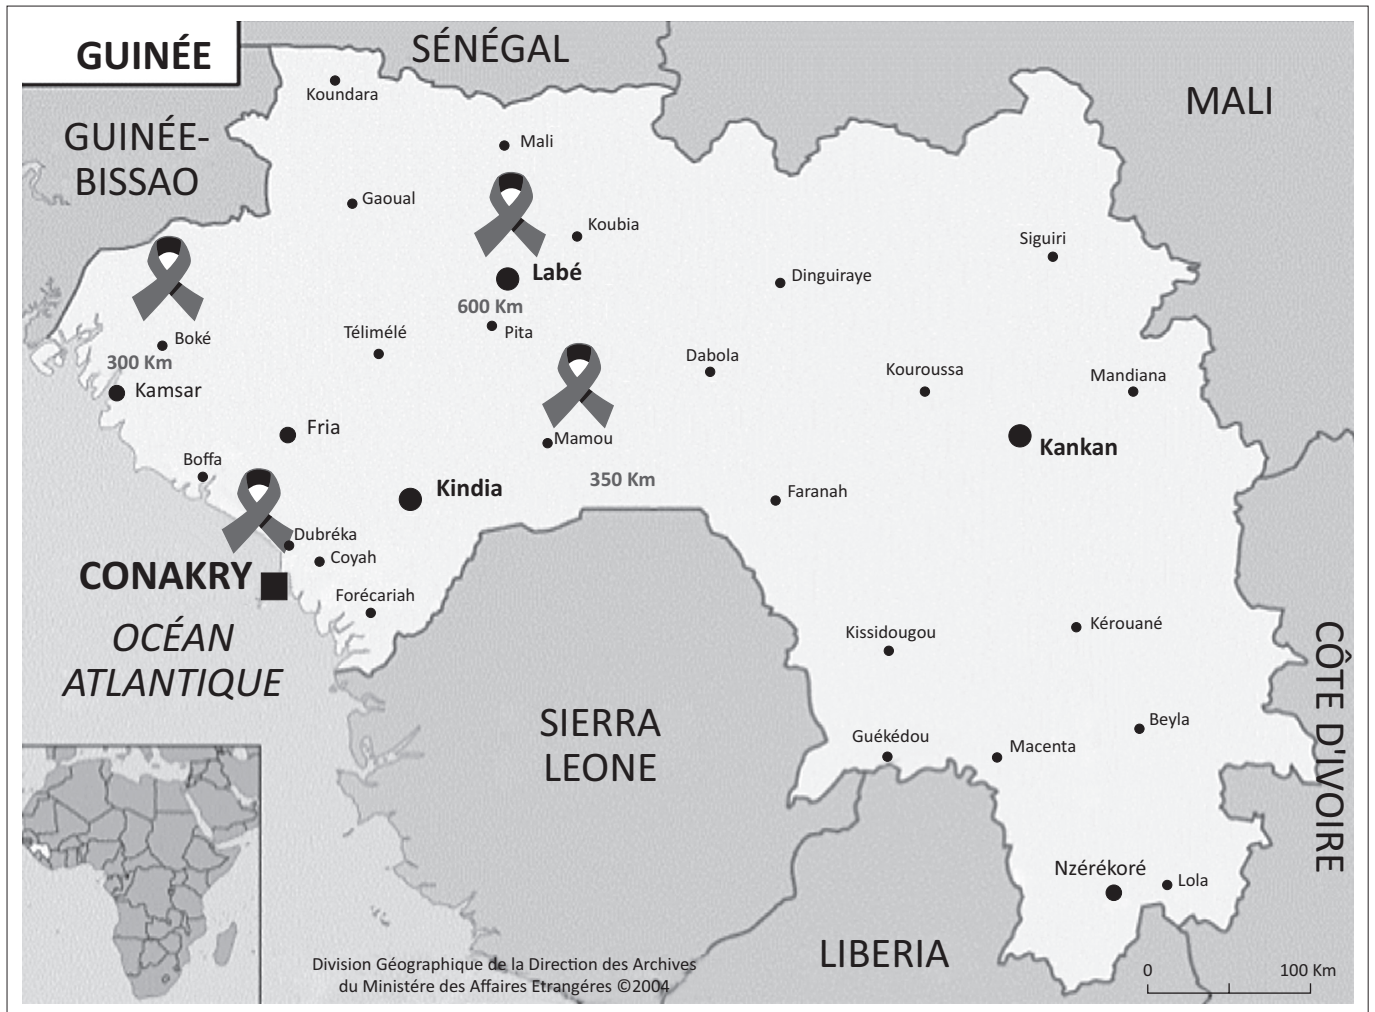 GUINÉE
SÉNÉGAL
MALI
GUINÉE-
BISSAO
Koundara
Mali
Gaoual
Koubia
Siguiri
Labé
Dinguiraye
600 Km
Pita
Télimélé
Boké
300 Km
Kamsar
Dabola
Kouroussa
Mandiana
Fria
Mamou
Kankan
Boffa
350 Km
Kindia
Faranah
Dubréka
Coyah
CONAKRY
Forécariah
OCÉAN
ATLANTIQUE
Kissidougou
Kérouané
CÔTE D'IVOIRE
SIERRA
LEONE
Guékédou
Macenta
Beyla
Nzérékoré
Lola
LIBERIA
Division Géographique de la Direction des Archives
du Ministére des Affaires Etrangéres ©2004
0
100 Km